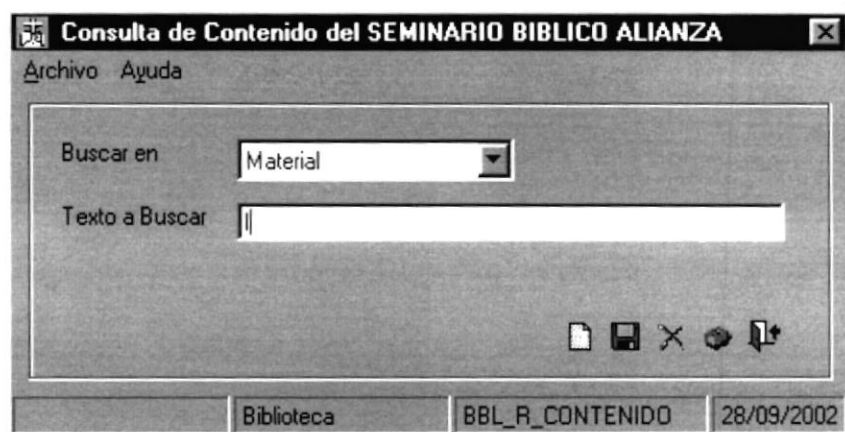 Consulta de Contenido del SEMINARIO BIBLICO ALIANZA
Archivo Ayuda
Buscar en Material
Texto a Buscar
Biblioteca BBL_R_CONTENIDO 28/09/2002